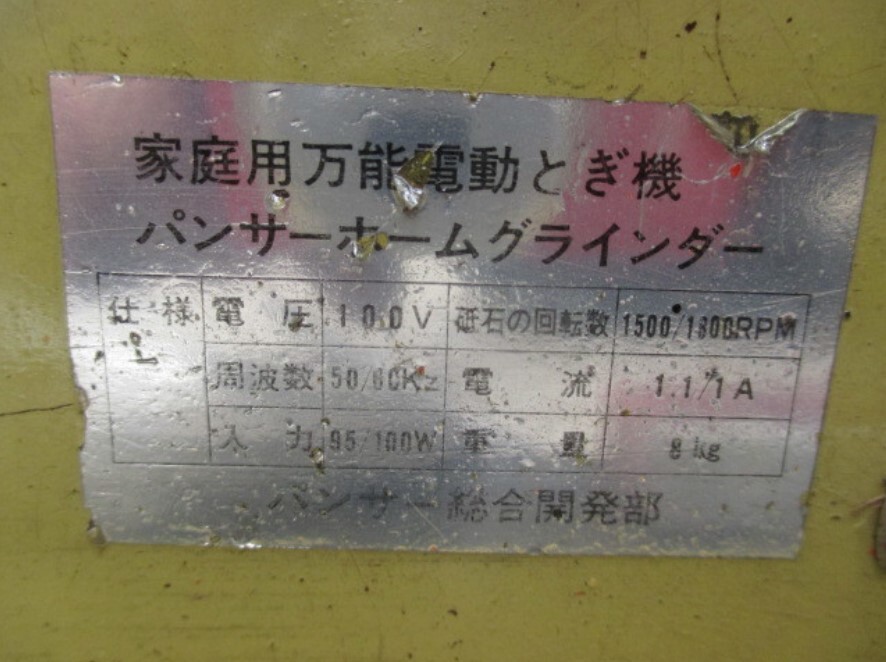 家庭用万能電動とぎ機
パンサーホームグラインダー
仕様 電圧 100V 砥石の回転数 1500/1800RPM
周波数 50/60Hz 電流 1.1/1A
入力 95/100W 重量 8kg
パンサー総合開発部